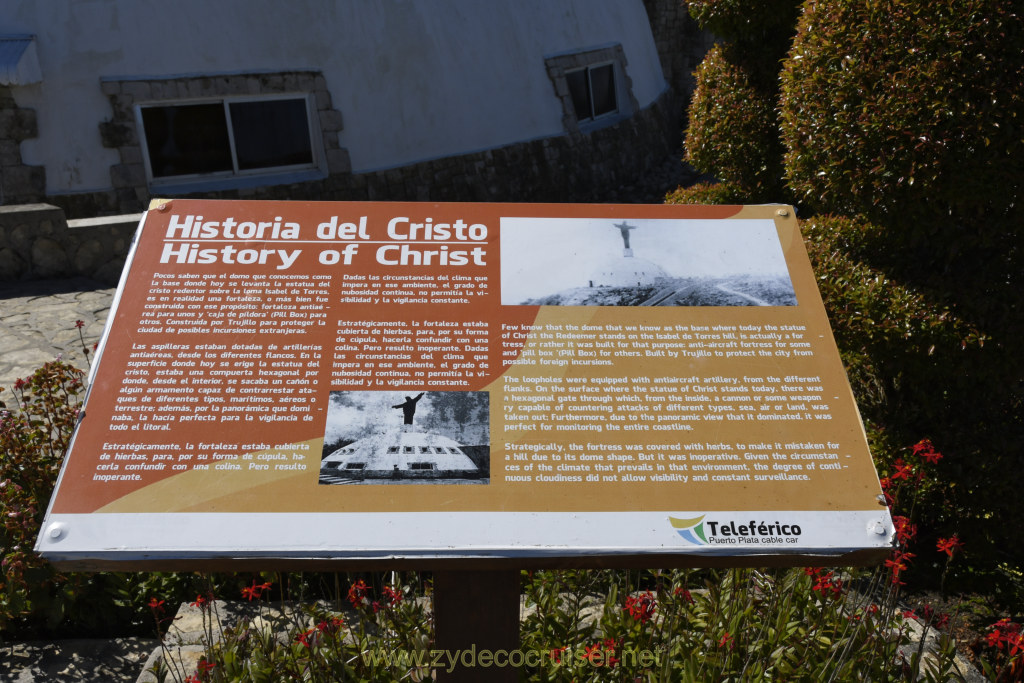 Historia del Cristo
History of Christ
Pocos saben que el domo que conocemos como
la base donde hoy se levanta la estatua del
cristo redentor sobre la loma Isabel de Torres,
es en realidad una fortaleza, o más bien fue
construida con ese propósito: fortaleza antiaé -
rea para unos y 'caja de píldora' (Pill Box) para
otros. Construida por Trujillo para proteger la
ciudad de posibles incursiones extranjeras.
Las aspilleras estaban dotadas de artillerías
antiaéreas, desde los diferentes flancos. En la
superficie donde hoy se erige la estatua del
cristo, estaba una compuerta hexagonal por
donde, desde el interior, se sacaba un cañón o
algún armamento capaz de contrarrestar ata-
ques de diferentes tipos, marítimos, aéreos o
terrestre; además, por la panorámica que domi -
naba, la hacía perfecta para la vigilancia de
todo el litoral.
Estratégicamente, la fortaleza estaba cubierta
de hierbas, para, por su forma de cúpula, ha-
cerla confundir con una colina. Pero resulto
inoperante.
Dadas las circunstancias del clima que
impera en ese ambiente, el grado de
nubosidad continua, no permitía la vi-
sibilidad y la vigilancia constante.
Estratégicamente, la fortaleza estaba
cubierta de hierbas, para, por su forma
de cúpula, hacerla confundir con una
colina. Pero resulto inoperante. Dadas
las circunstancias del clima que
impera en ese ambiente, el grado de
nubosidad continua, no permitía la vi-
sibilidad y la vigilancia constante.
Few know that the dome that we know as the base where today the statue
of Christ the Redeemer stands on the Isabel de Torres hill, is actually a for -
tress, or rather it was built for that purpose: anti-aircraft fortress for some
and 'pill box '(Pill Box) for others. Built by Trujillo to protect the city from
possible foreign incursions.
The loopholes were equipped with antiaircraft artillery, from the different
flanks. On the surface where the statue of Christ stands today, there was
a hexagonal gate through which, from the inside, a cannon or some weapon -
ry capable of countering attacks of different types, sea, air or land, was
taken out; Furthermore, due to the panoramic view that it dominated, it was
perfect for monitoring the entire coastline.
Strategically, the fortress was covered with herbs, to make it mistaken for
a hill due to its dome shape. But it was inoperative. Given the circumstan -
ces of the climate that prevails in that environment, the degree of conti -
nuous cloudiness did not allow visibility and constant surveillance.
Teleférico
Puerto Plata cable car
www.zydecocruiser.net